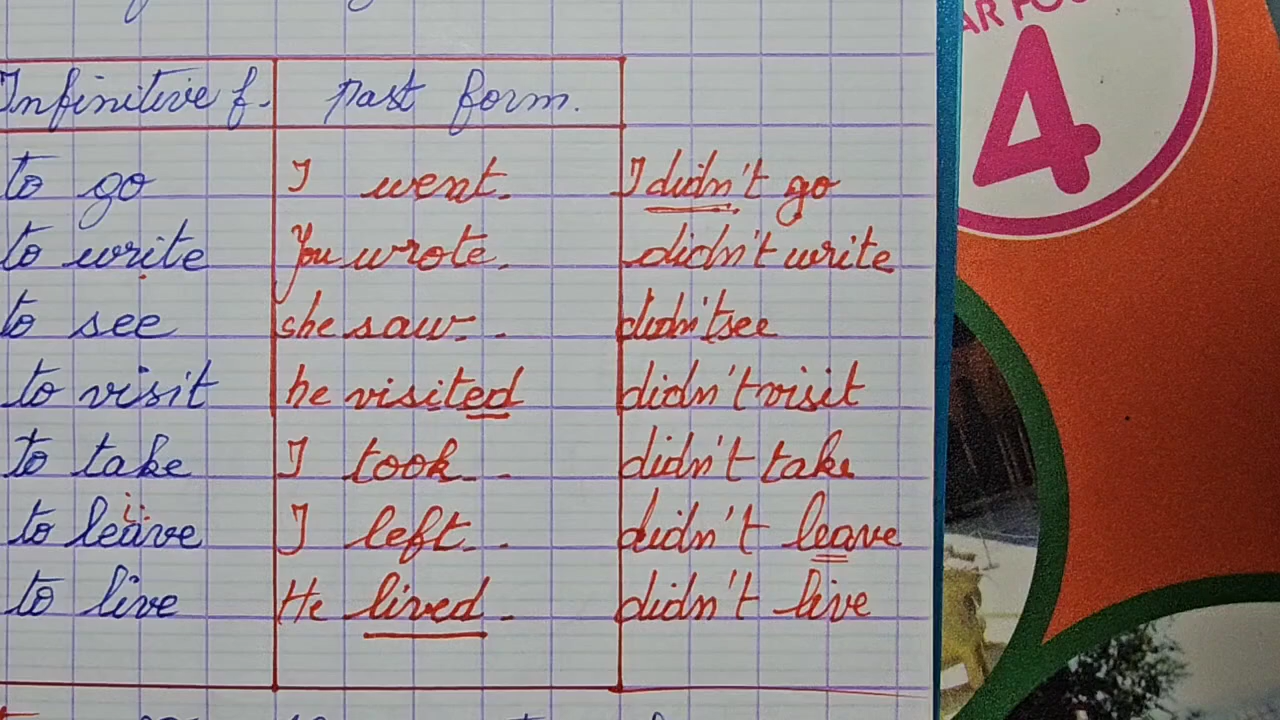 Infinitive f. past form.
to go I went. I didn't go
to write You wrote. didn't write
to see she saw.. didn't see
to visit he visited didn't visit
to take I took.. didn't take
i:
to leave I left.. didn't leave
to live He lived. didn't live
4